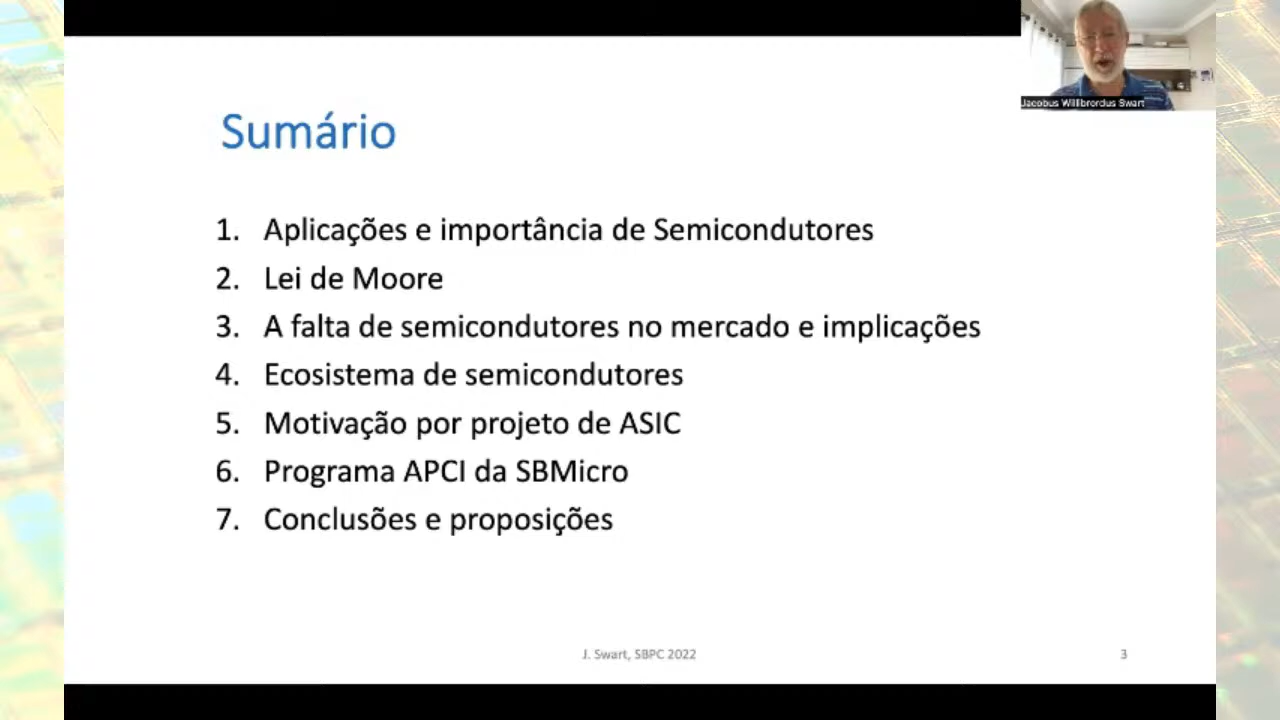 Jacobus Willibrordus Swart
Sumário
1. Aplicações e importância de Semicondutores
2. Lei de Moore
3. A falta de semicondutores no mercado e implicações
4. Ecosistema de semicondutores
5. Motivação por projeto de ASIC
6. Programa APCI da SBMicro
7. Conclusões e proposições
J. Swart, SBPC 2022
3